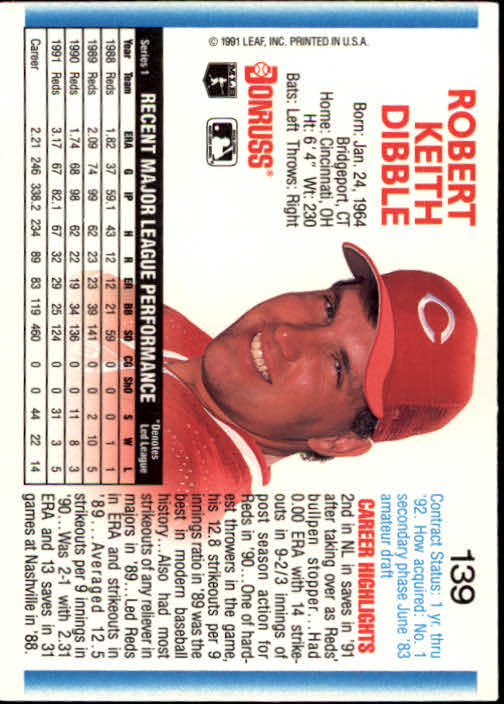 139
ROBERT
KEITH
DIBBLE
Born: Jan. 24, 1964
Bridgeport, CT
Home: Cincinnati, OH
Ht: 6' 4" Wt: 230
Bats: Left Throws: Right
DONRUSS®
MLB
© 1991 LEAF, INC. PRINTED IN U.S.A.
Contract Status: 1 yr. thru
'92. How acquired: No. 1
secondary phase June '83
amateur draft
CAREER HIGHLIGHTS
2nd in NL in saves in '91
after taking over as Reds'
bullpen stopper...Had
0.00 ERA with 14 strike-
outs in 9-2/3 innings of
post season action for
Reds in '90...One of hard-
est throwers in the game,
his 12.8 strikeouts per 9
innings ratio in '89 was the
best in modern baseball
history...Also had most
strikeouts of any reliever in
majors in '89...Led Reds
in ERA and strikeouts in
'89...Averaged 12.5
strikeouts per 9 innings in
'90...Was 2-1 with 2.31
ERA and 13 saves in 31
games at Nashville in '88.
Series 1 RECENT MAJOR LEAGUE PERFORMANCE *Denotes
Led League
Year Team ERA G IP H R ER BB SO CG ShO S W L
1988 Reds 1.82 37 59.1 43 12 12 21 59 0 0 0 1 1
1989 Reds 2.09 74 99 62 23 23 39 141 0 0 2 10 5
1990 Reds 1.74 68 98 62 22 19 34 136 0 0 11 8 3
1991 Reds 3.17 67 82.1 67 32 29 25 124 0 0 31 3 5
Career 2.21 246 338.2 234 89 83 119 460 0 0 44 22 14